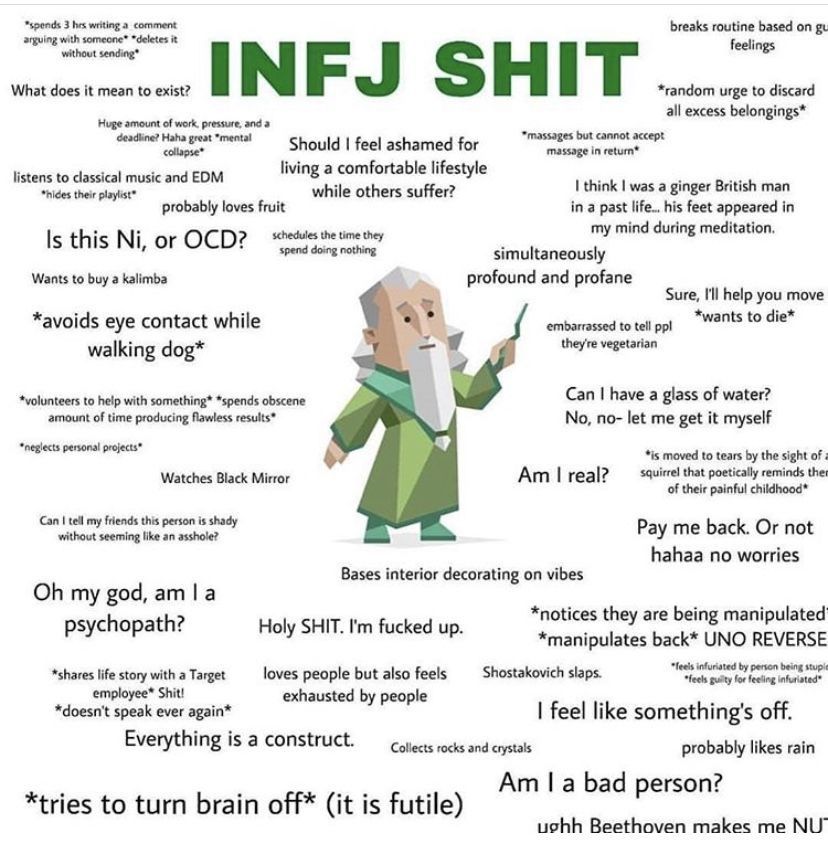 *spends 3 hrs writing a comment
arguing with someone* *deletes it
without sending*
INFJ SHIT
breaks routine based on
feelings
What does it mean to exist?
*random urge to discard
all excess belongings*
Huge amount of work, pressure, and a
deadline? Haha great *mental
collapse*
Should I feel ashamed for
living a comfortable lifestyle
while others suffer?
*massages but cannot accept
massage in return*
listens to classical music and EDM
*hides their playlist*
I think I was a ginger British man
in a past life... his feet appeared in
my mind during meditation.
probably loves fruit
Is this Ni, or OCD?
schedules the time they
spend doing nothing
simultaneously
profound and profane
Wants to buy a kalimba
Sure, I'll help you move
*wants to die*
*avoids eye contact while
walking dog*
embarrassed to tell ppl
they're vegetarian
*volunteers to help with something* *spends obscene
amount of time producing flawless results*
Can I have a glass of water?
No, no- let me get it myself
*neglects personal projects*
Watches Black Mirror
Am I real?
*is moved to tears by the sight of a
squirrel that poetically reminds them
of their painful childhood*
Can I tell my friends this person is shady
without seeming like an asshole?
Pay me back. Or not
hahaa no worries
Bases interior decorating on vibes
Oh my god, am I a
psychopath?
Holy SHIT. I'm fucked up.
*notices they are being manipulated*
*manipulates back* UNO REVERSE
*shares life story with a Target
employee* Shit!
*doesn't speak ever again*
loves people but also feels
exhausted by people
Shostakovich slaps.
*feels infuriated by person being stupid
*feels guilty for feeling infuriated*
I feel like something's off.
Everything is a construct.
Collects rocks and crystals
probably likes rain
Am I a bad person?
*tries to turn brain off* (it is futile)
ughh Beethoven makes me